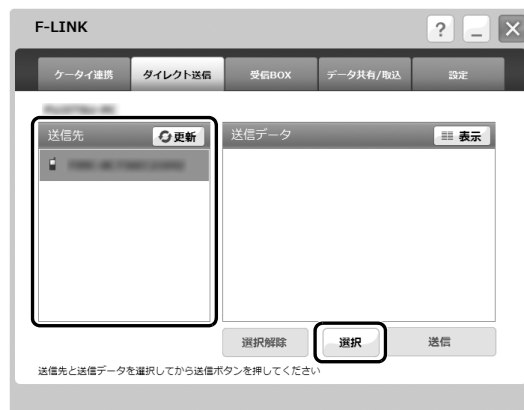 F-LINK
?
ケータイ連携 ダイレクト送信 受信BOX データ共有/取込 設定
送信先 更新 送信データ 表示
選択解除 選択 送信
送信先と送信データを選択してから送信ボタンを押してください